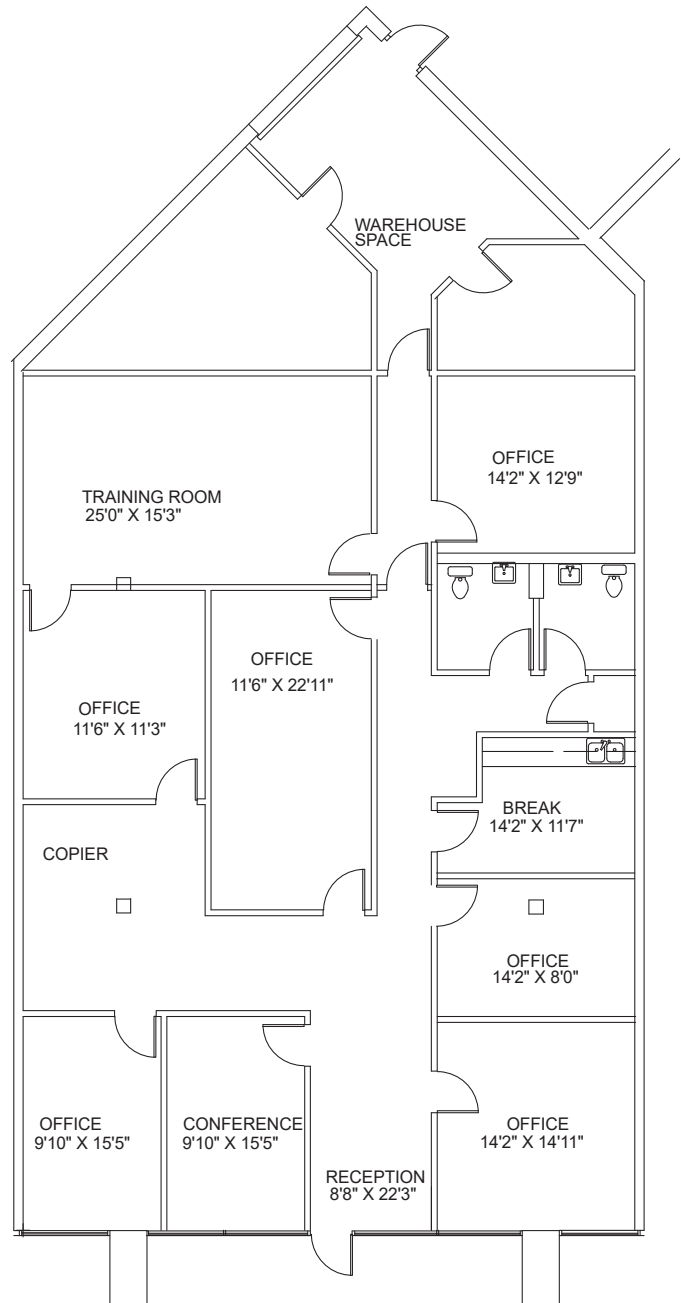 WAREHOUSE
SPACE
OFFICE
14'2" X 12'9"
TRAINING ROOM
25'0" X 15'3"
OFFICE
11'6" X 22'11"
OFFICE
11'6" X 11'3"
BREAK
14'2" X 11'7"
COPIER
OFFICE
14'2" X 8'0"
OFFICE
9'10" X 15'5"
CONFERENCE
9'10" X 15'5"
OFFICE
14'2" X 14'11"
RECEPTION
8'8" X 22'3"